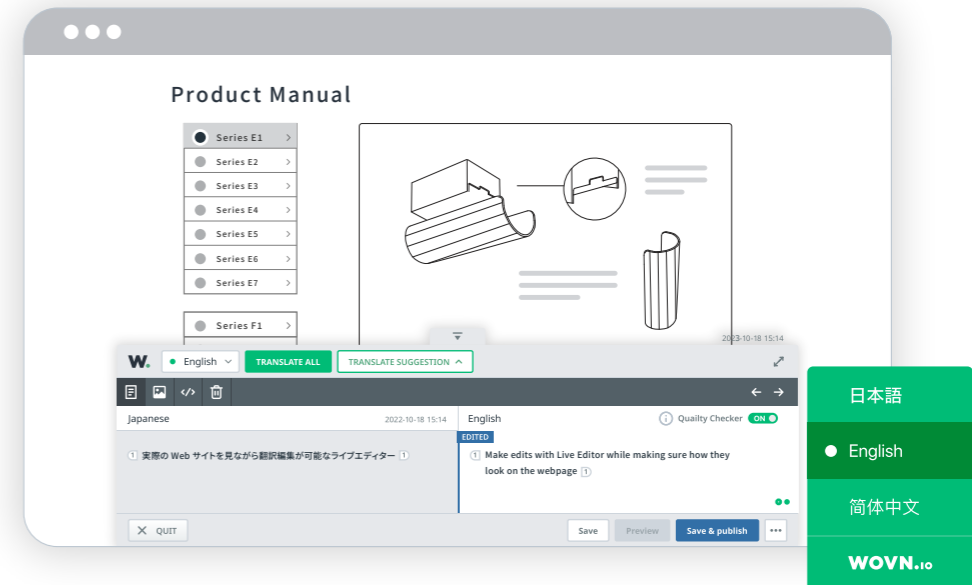 Product Manual
Series E1
Series E2
Series E3
Series E4
Series E5
Series E6
Series E7
Series F1
2023-10-18 15:14
W.
English
TRANSLATE ALL
TRANSLATE SUGGESTION
Japanese
2022-10-18 15:14
English
Quailty Checker
ON
EDITED
1 実際の Web サイトを見ながら翻訳編集が可能なライブエディター 1
1 Make edits with Live Editor while making sure how they
look on the webpage 1
QUIT
Save
Preview
Save & publish
日本語
English
简体中文
WOVN.io